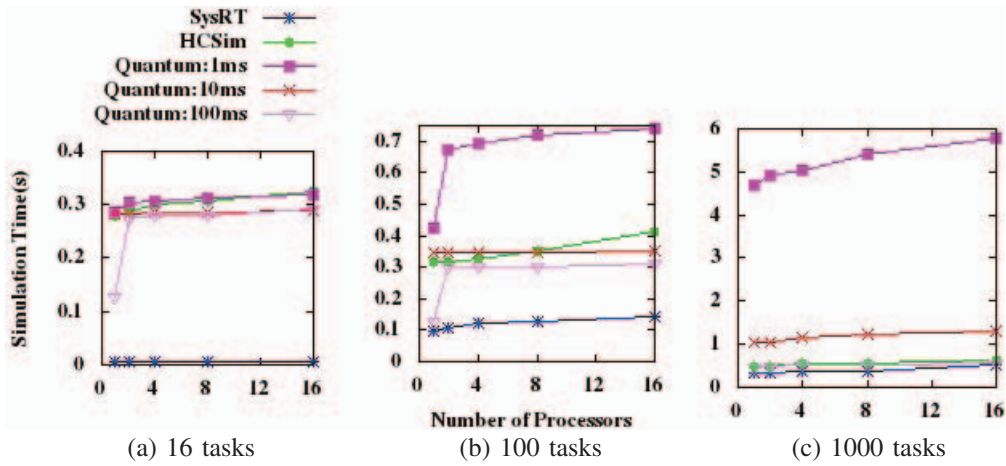 SysRT
HCSim
Quantum:1ms
Quantum:10ms
Quantum:100ms
Simulation Time(s)
0.4
0.3
0.2
0.1
0
0 4 8 12 16
0.7
0.6
0.5
0.4
0.3
0.2
0.1
0
0 4 8 12 16
6
5
4
3
2
1
0
0 4 8 12 16
Number of Processors
(a) 16 tasks
(b) 100 tasks
(c) 1000 tasks